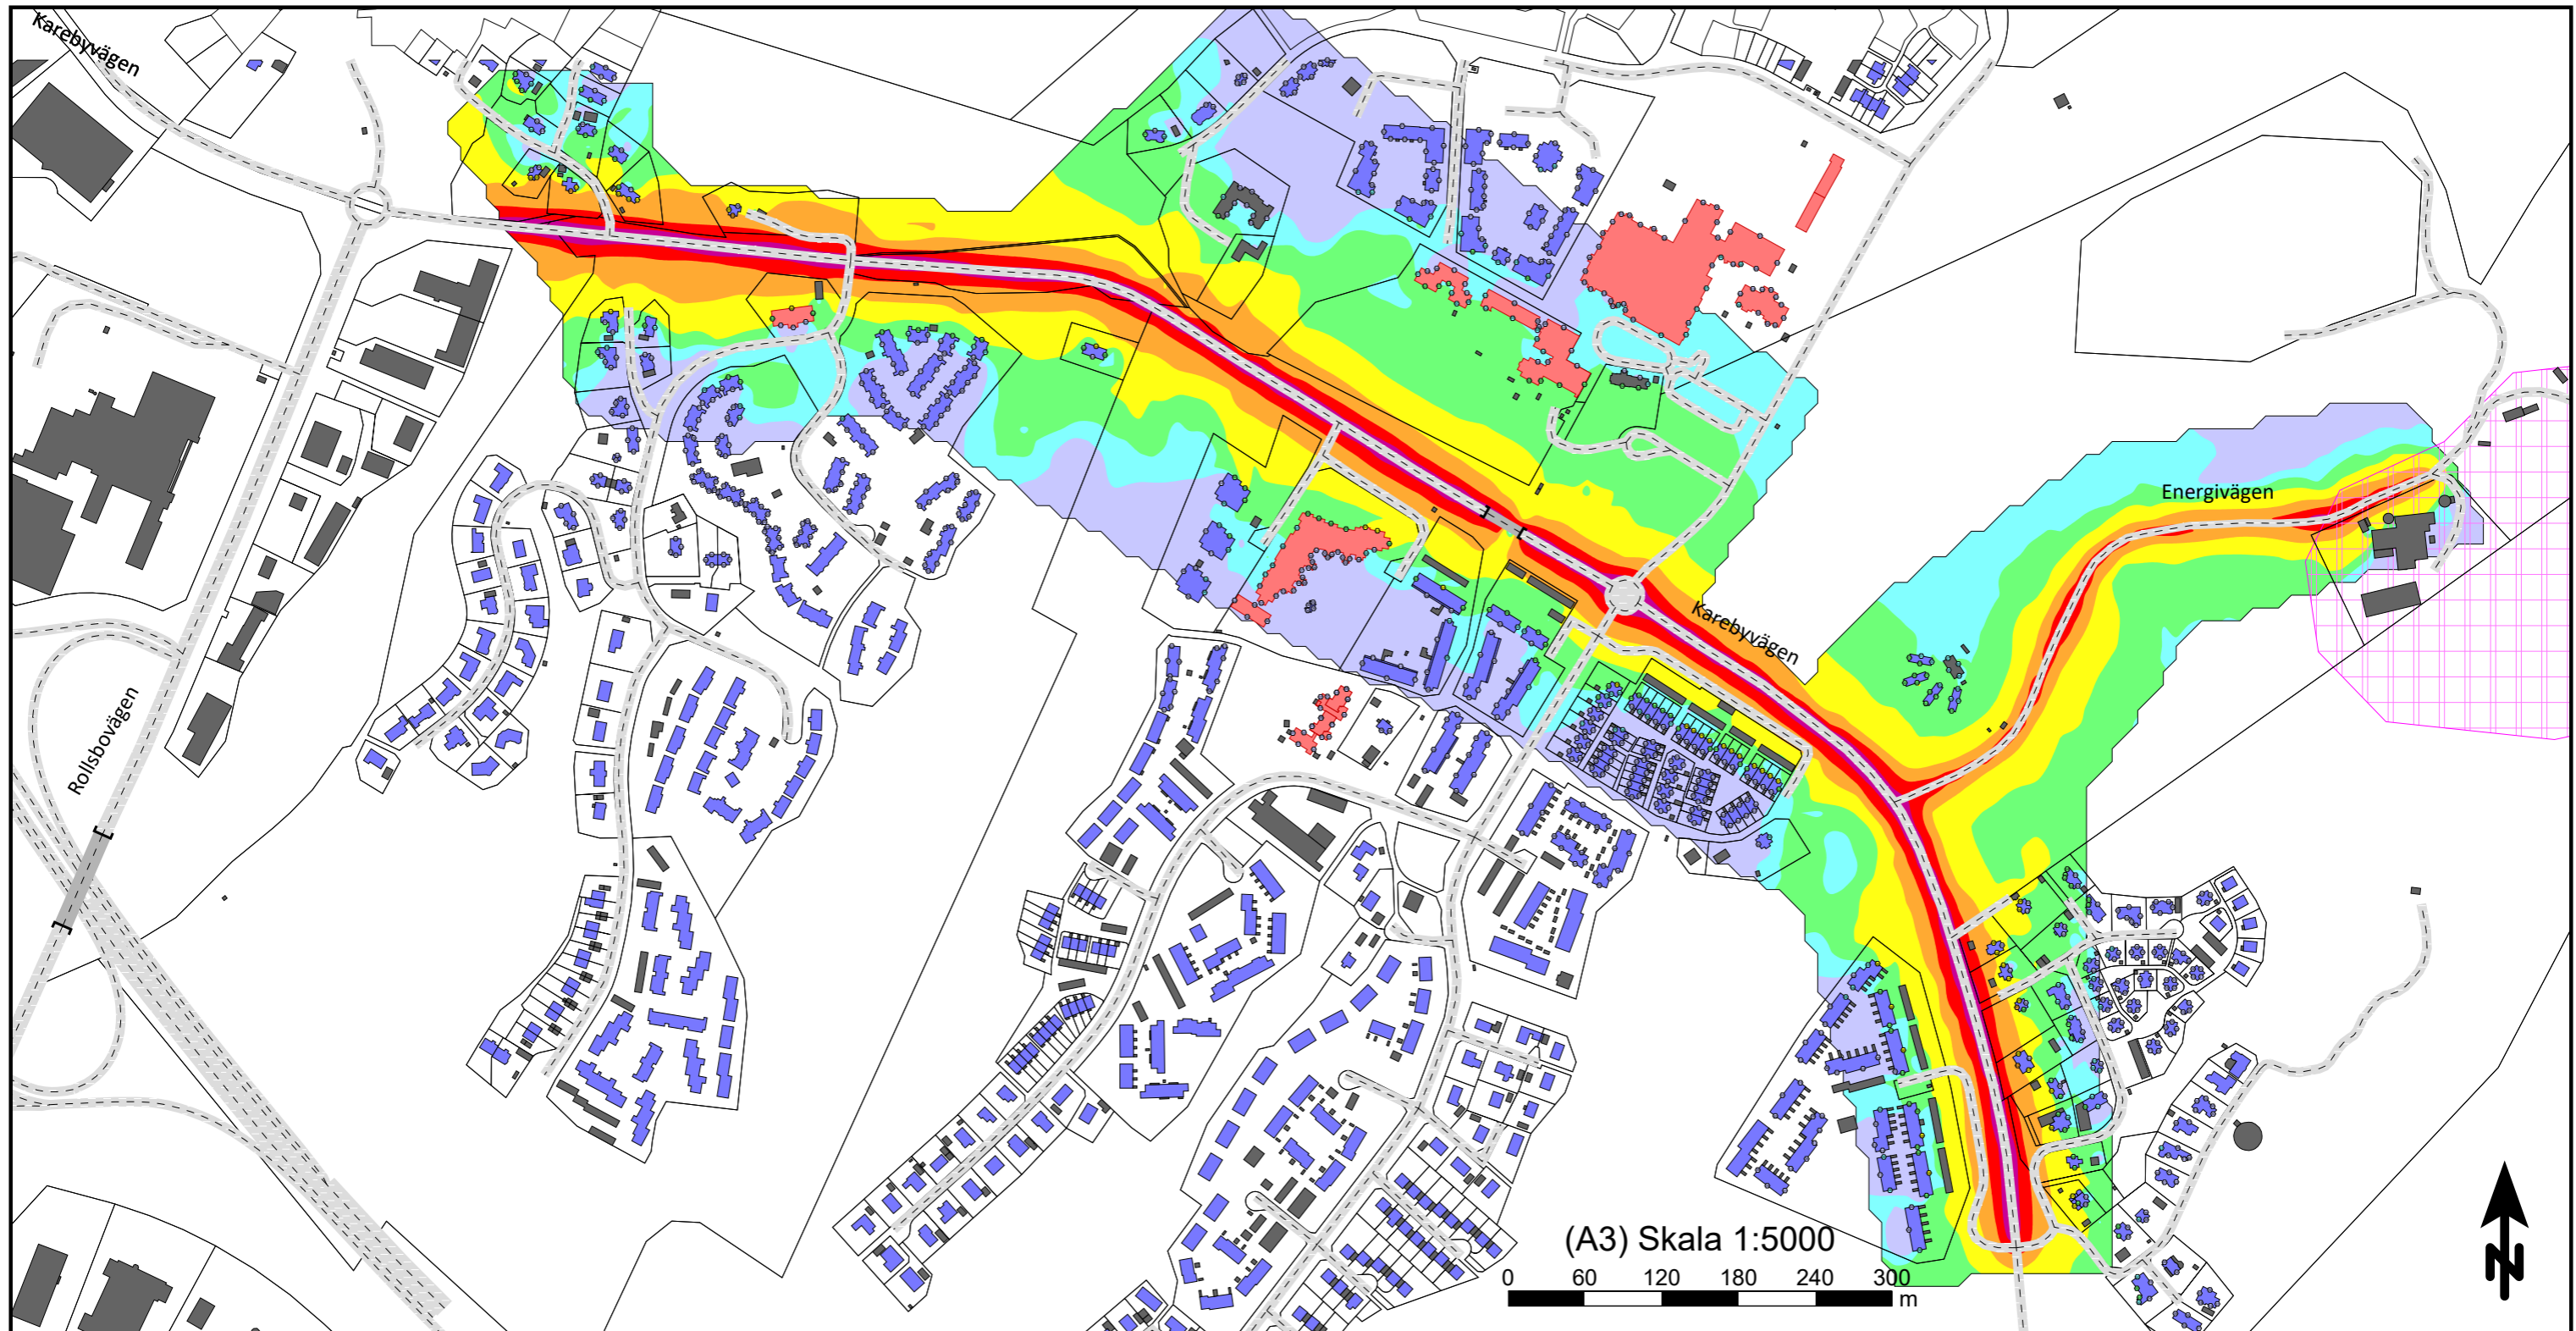 Karebyvägen
Energivägen
Karebyvägen
Rollsbovägen
(A3) Skala 1:5000
0 60 120 180 240 300
m
N